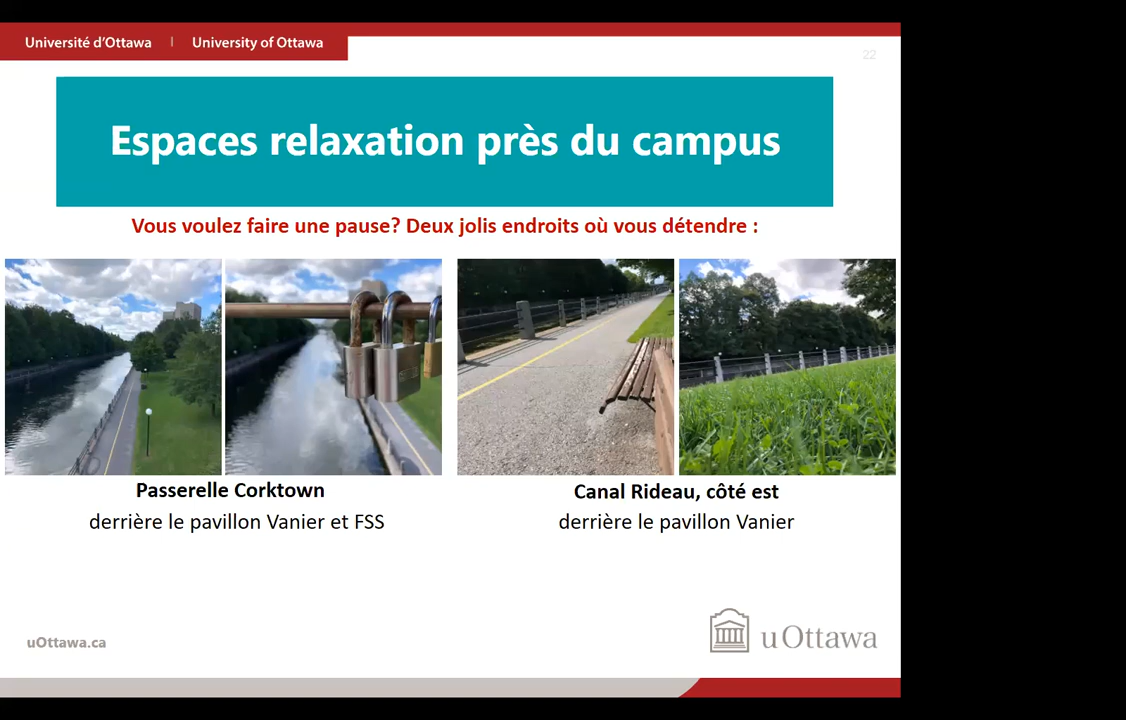 Université d'Ottawa | University of Ottawa
22
Espaces relaxation près du campus
Vous voulez faire une pause? Deux jolis endroits où vous détendre :
Passerelle Corktown
derrière le pavillon Vanier et FSS
Canal Rideau, côté est
derrière le pavillon Vanier
uOttawa.ca
uOttawa